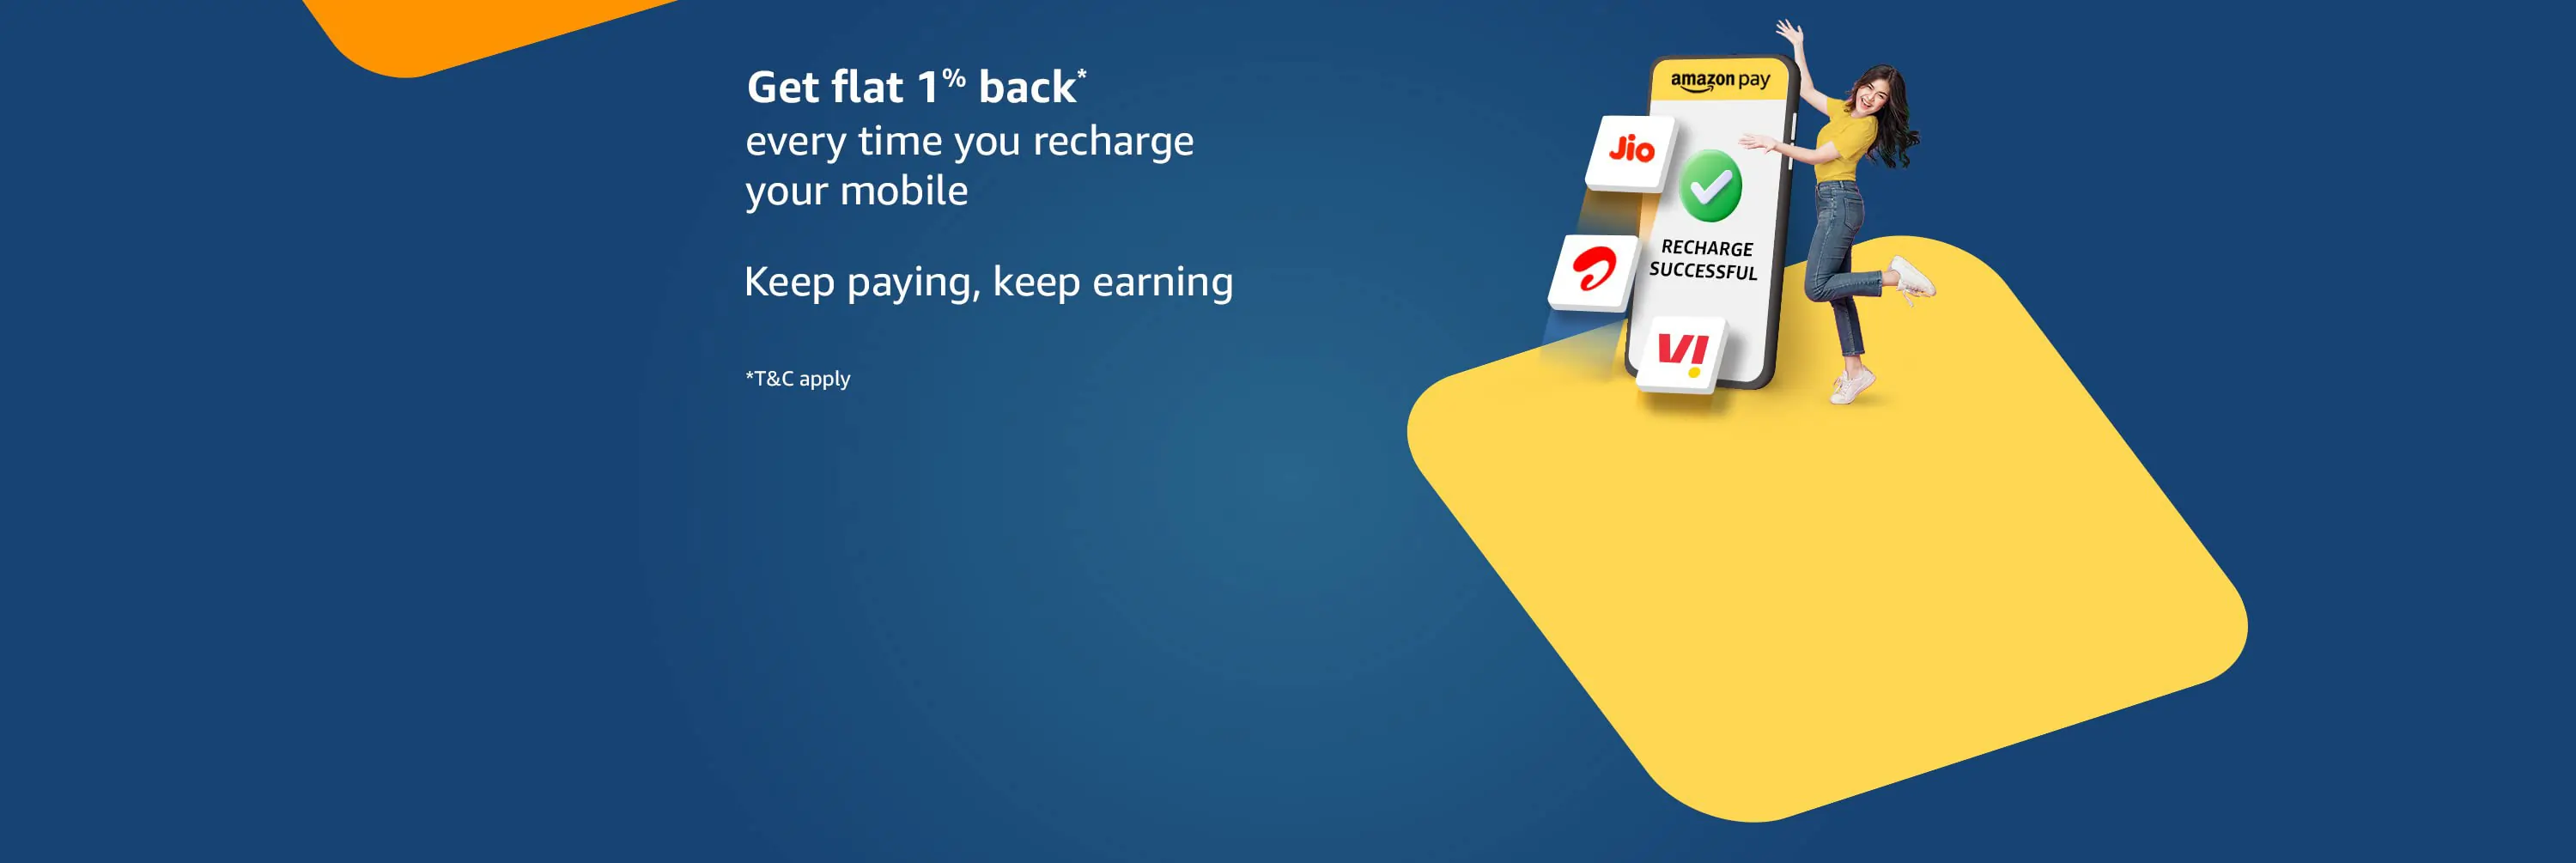 Get flat 1% back*
every time you recharge
your mobile
Keep paying, keep earning
*T&C apply
amazon pay
Jio
RECHARGE
SUCCESSFUL
VI